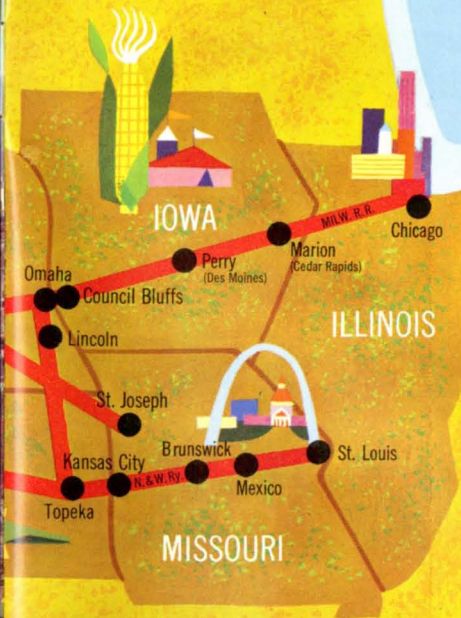 IOWA
MILW. R.R.
Chicago
Marion
(Cedar Rapids)
Perry
(Des Moines)
Omaha
Council Bluffs
Lincoln
ILLINOIS
St. Joseph
Kansas City
Brunswick
St. Louis
N. & W. Ry.
Mexico
Topeka
MISSOURI